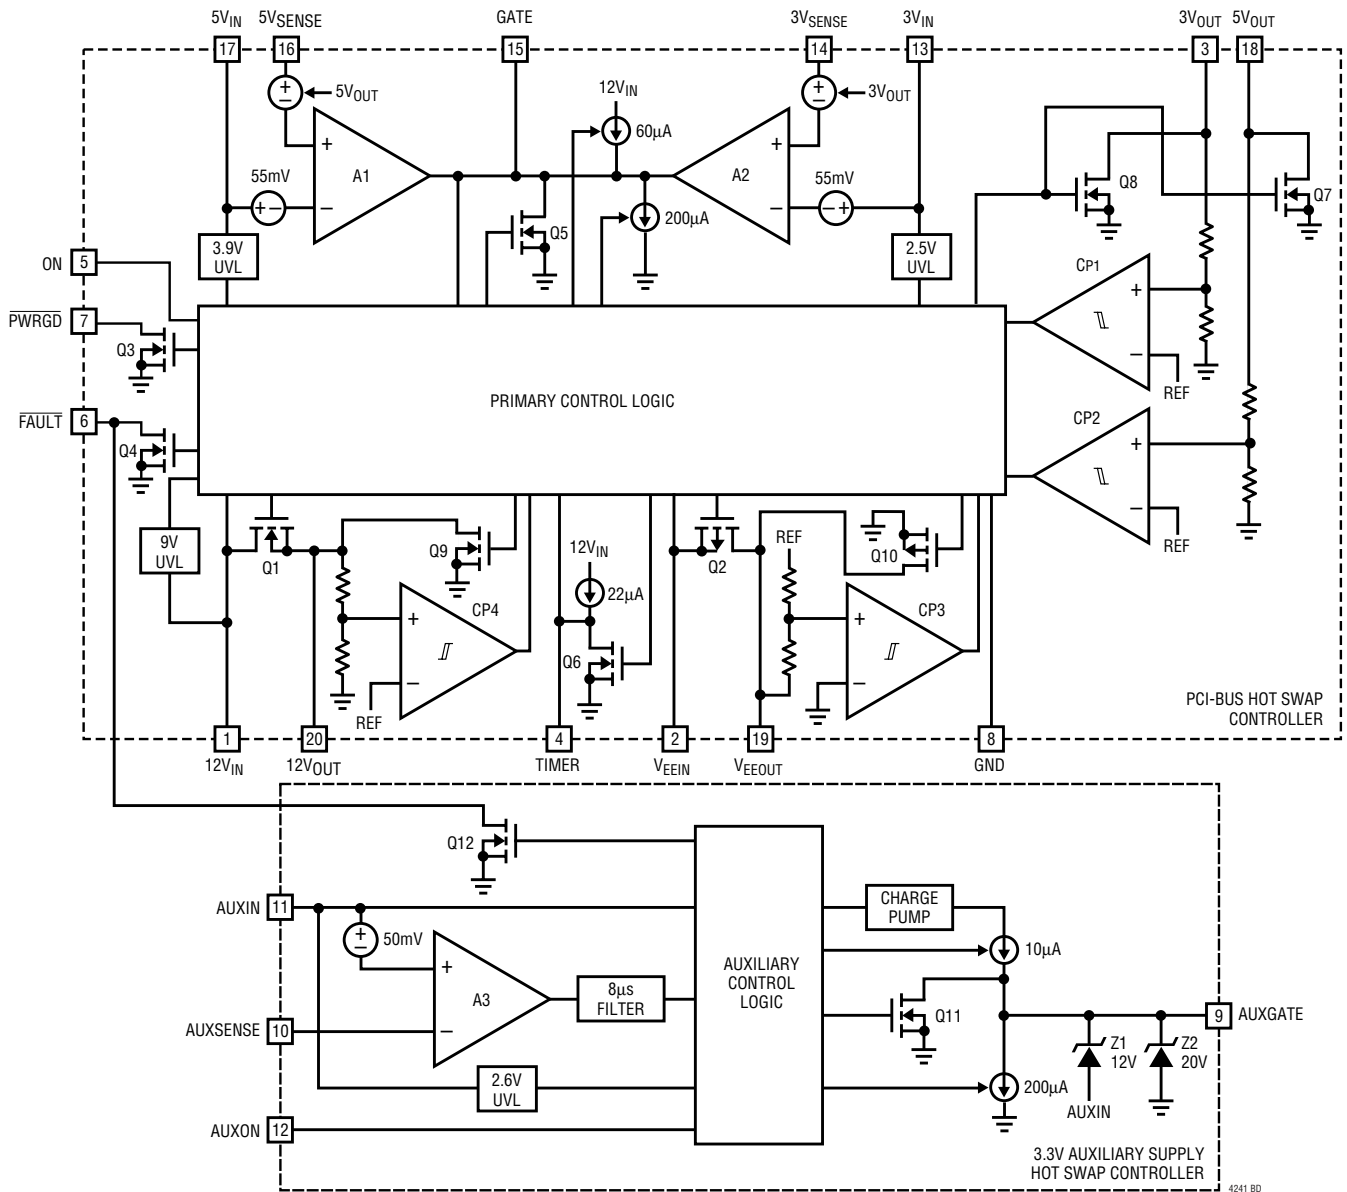 5VIN
5VSENSE
GATE
3VSENSE
3VIN
3VOUT
5VOUT
17
16
15
14
13
3
18
+
−
5VOUT
12VIN
+
−
3VOUT
60µA
+
A1
−
+
A2
−
55mV
+ −
55mV
− +
Q8
Q7
Q5
200µA
3.9V
UVL
2.5V
UVL
ON
5
PWRGD
7
Q3
FAULT
6
Q4
PRIMARY CONTROL LOGIC
CP1
+
−
REF
CP2
+
−
REF
9V
UVL
Q1
Q9
12VIN
22µA
Q6
Q2
REF
Q10
CP4
+
−
REF
CP3
+
−
PCI-BUS HOT SWAP
CONTROLLER
1
20
4
2
19
8
12VIN
12VOUT
TIMER
VEEIN
VEEOUT
GND
Q12
AUXIN
11
+
−
50mV
+
A3
−
8µs
FILTER
AUXSENSE
10
2.6V
UVL
AUXON
12
AUXILIARY
CONTROL
LOGIC
CHARGE
PUMP
10µA
Q11
200µA
9
AUXGATE
Z1
12V
Z2
20V
AUXIN
3.3V AUXILIARY SUPPLY
HOT SWAP CONTROLLER
4241 BD